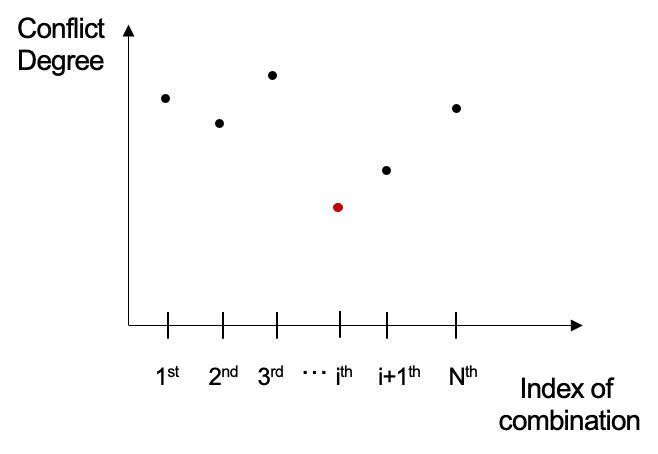 Conflict
Degree
1st 2nd 3rd ... ith i+1th Nth
Index of
combination